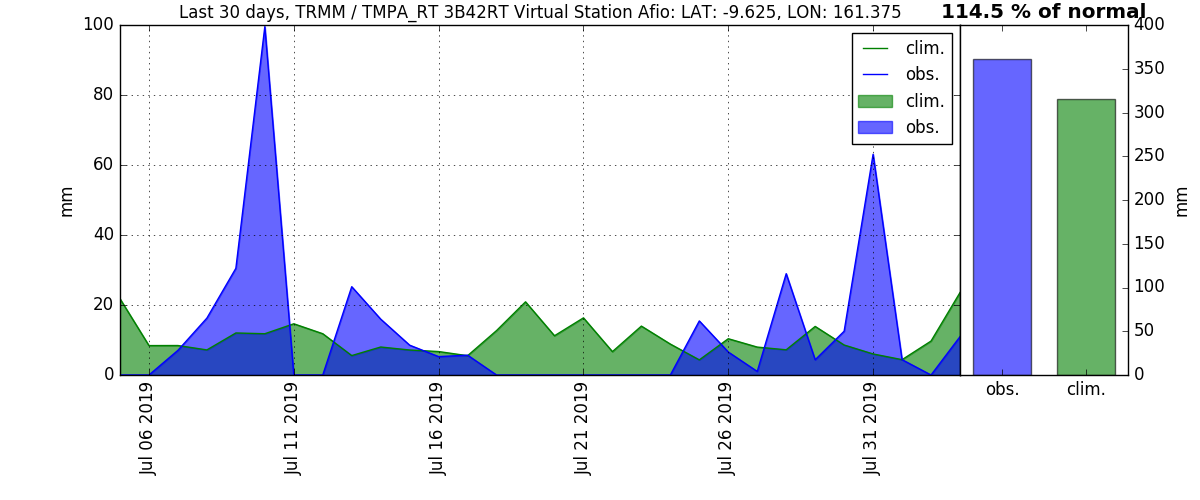 Last 30 days, TRMM / TMPA_RT 3B42RT Virtual Station Afio: LAT: -9.625, LON: 161.375
114.5 % of normal
100
80
60
40
20
0
mm
clim.
obs.
clim.
obs.
400
350
300
250
200
150
100
50
0
mm
Jul 06 2019
Jul 11 2019
Jul 16 2019
Jul 21 2019
Jul 26 2019
Jul 31 2019
obs.
clim.